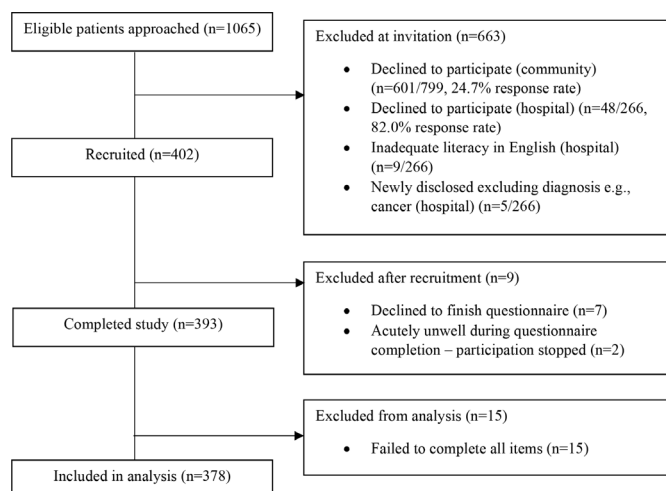 Eligible patients approached (n=1065)
Excluded at invitation (n=663)
• Declined to participate (community)
(n=601/799, 24.7% response rate)
• Declined to participate (hospital) (n=48/266,
82.0% response rate)
• Inadequate literacy in English (hospital)
(n=9/266)
• Newly disclosed excluding diagnosis e.g.,
cancer (hospital) (n=5/266)
Recruited (n=402)
Excluded after recruitment (n=9)
• Declined to finish questionnaire (n=7)
• Acutely unwell during questionnaire
completion – participation stopped (n=2)
Completed study (n=393)
Excluded from analysis (n=15)
• Failed to complete all items (n=15)
Included in analysis (n=378)